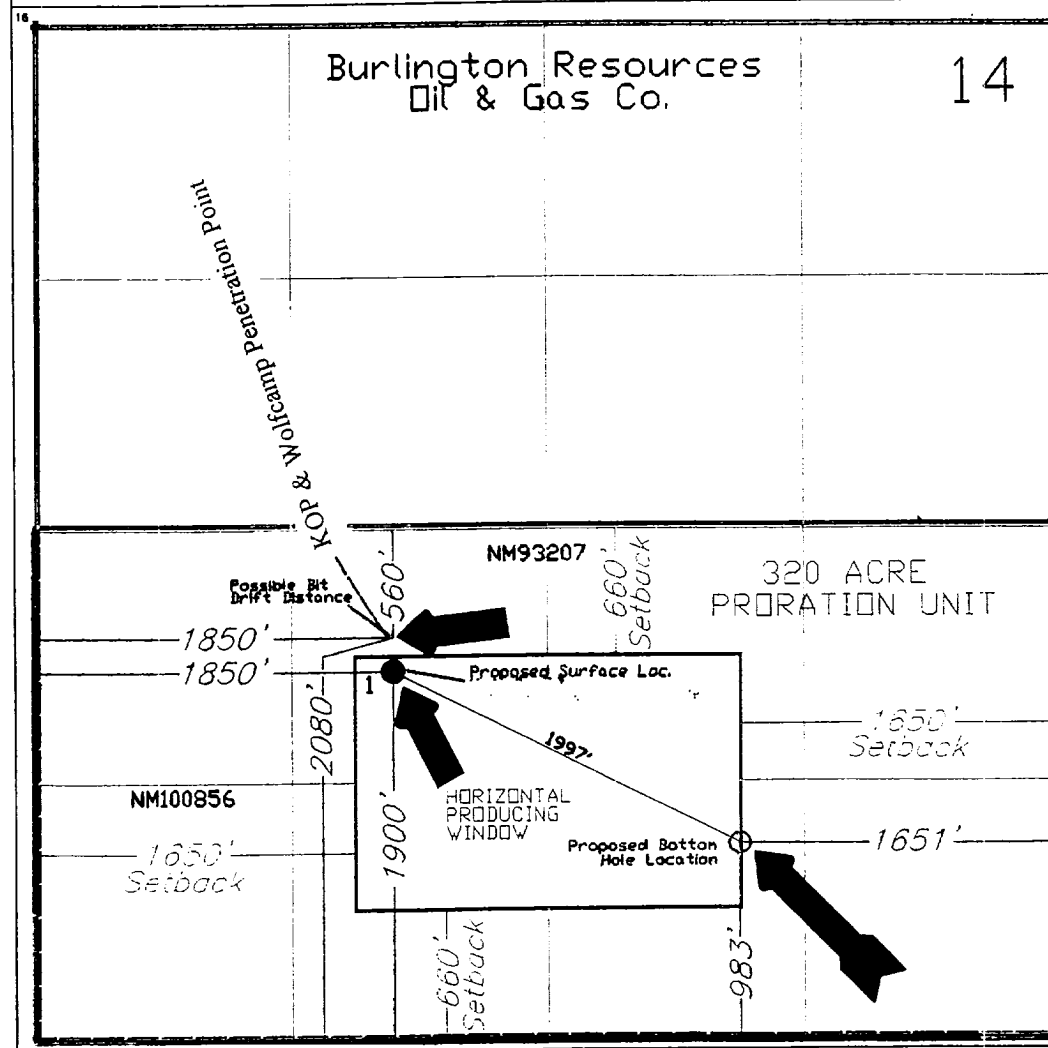 16
Burlington Resources
Oil & Gas Co.
14
KOP & Wolfcamp Penetration Point
NM93207
560'
660'
Setback
320 ACRE
PRORATION UNIT
Possible Bit
Drift Distance
1850'
1850'
Proposed Surface Loc.
1
2080'
1997'
1650'
Setback
NM100856
HORIZONTAL
PRODUCING
WINDOW
1900'
Proposed Bottom
Hole Location
1651'
1650'
Setback
660'
Setback
983'